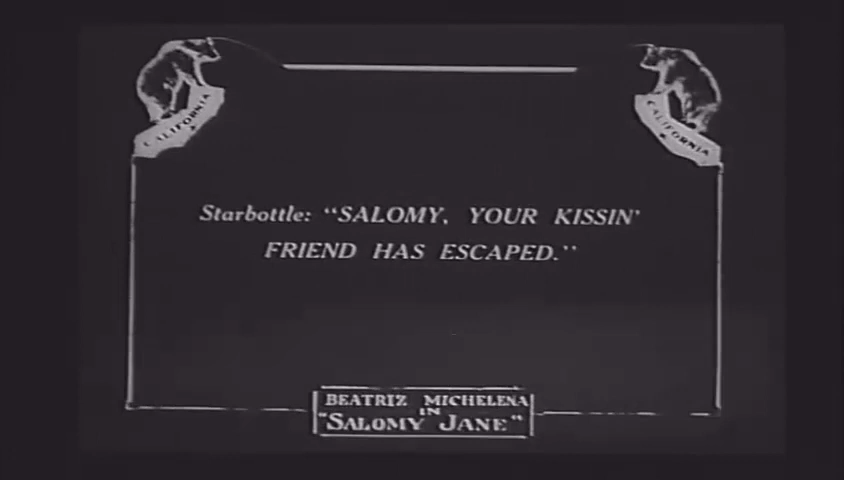 CALIFORNIA
CALIFORNIA
Starbottle: "SALOMY, YOUR KISSIN'
FRIEND HAS ESCAPED."
BEATRIZ MICHELENA
IN
"SALOMY JANE"